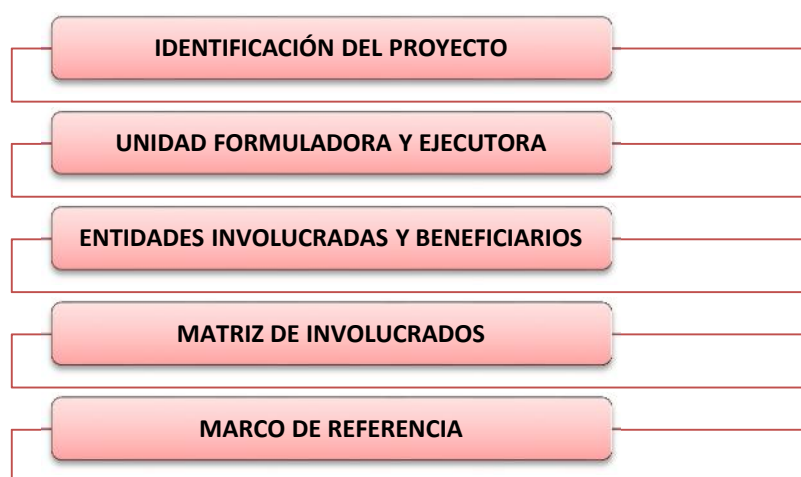 IDENTIFICACIÓN DEL PROYECTO
UNIDAD FORMULADORA Y EJECUTORA
ENTIDADES INVOLUCRADAS Y BENEFICIARIOS
MATRIZ DE INVOLUCRADOS
MARCO DE REFERENCIA